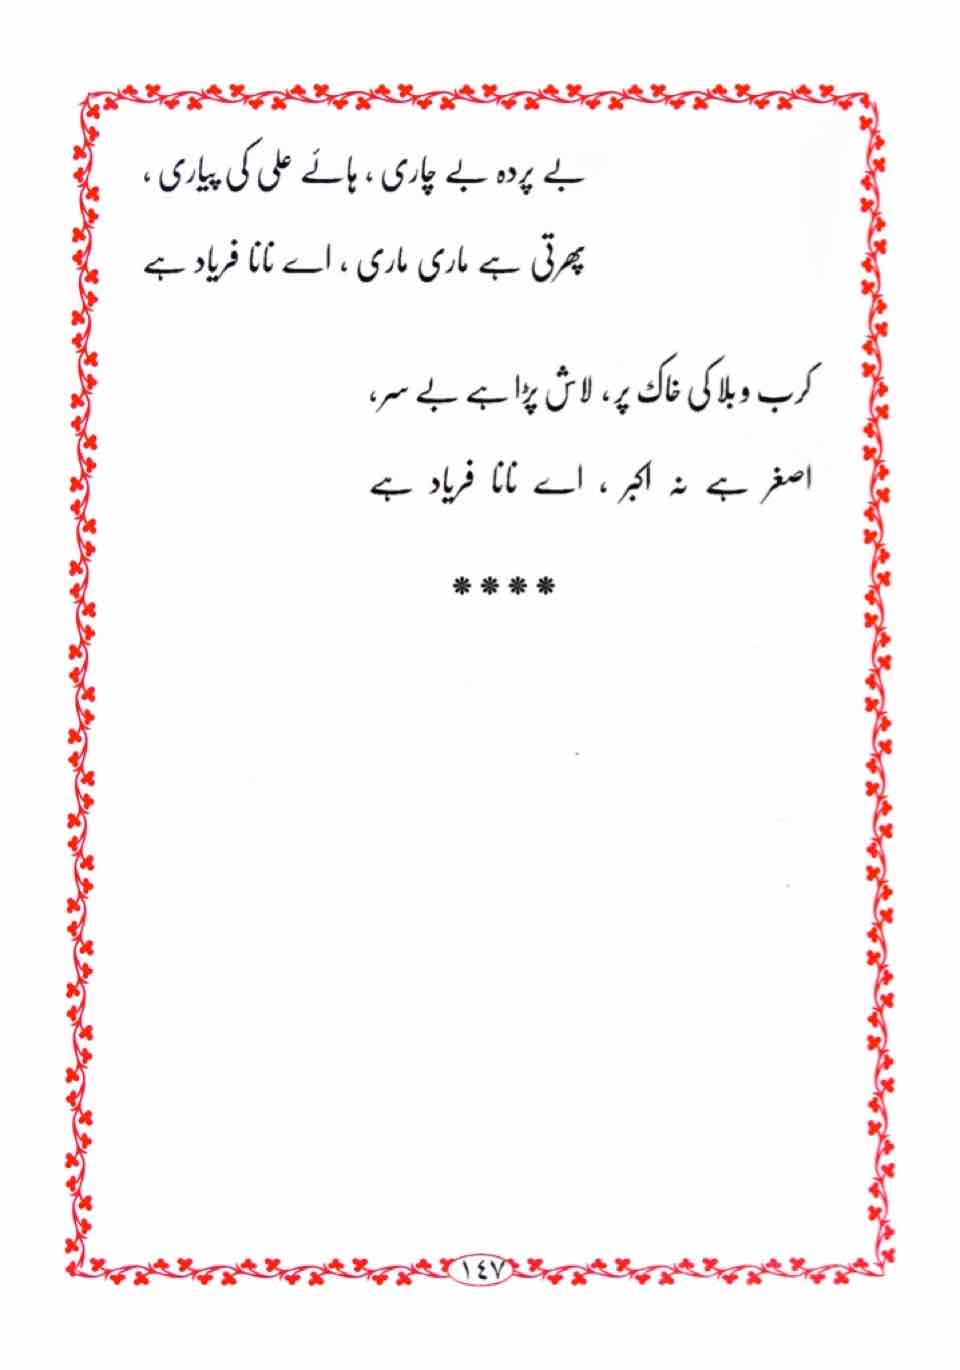 بے پردہ بے چاری ، ہائے علی کی پیاری ،
پھرتی ہے ماری ماری ، اے نانا فریاد ہے
کرب و بلا کی خاک پر، لاش پڑا ہے بے سر،
اصغر ہے نہ اکبر ، اے نانا فریاد ہے
****
١٤٧